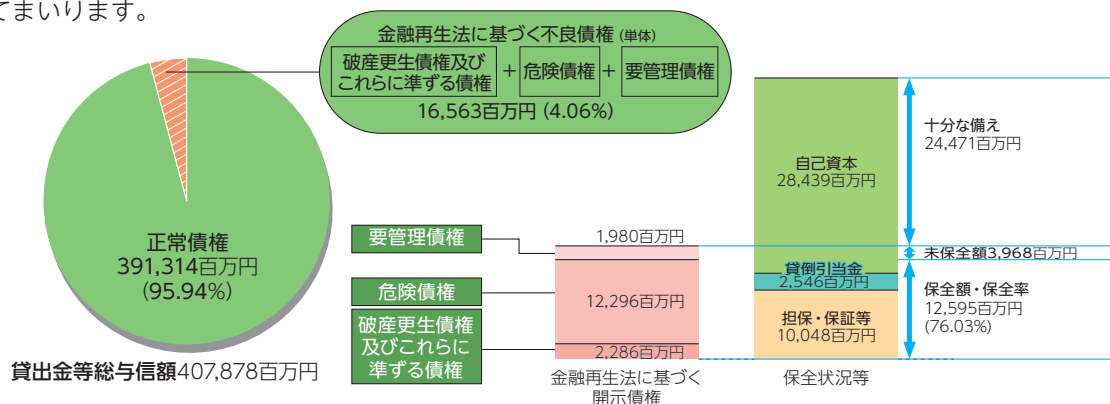 てまいります。
金融再生法に基づく不良債権 (単体)
破産更生債権及び
これらに準ずる債権
+
危険債権
+
要管理債権
16,563百万円 (4.06%)
正常債権
391,314百万円
(95.94%)
貸出金等総与信額407,878百万円
要管理債権
危険債権
破産更生債権
及びこれらに
準ずる債権
1,980百万円
12,296百万円
2,286百万円
金融再生法に基づく
開示債権
自己資本
28,439百万円
貸倒引当金
2,546百万円
担保・保証等
10,048百万円
保全状況等
十分な備え
24,471百万円
未保全額3,968百万円
保全額・保全率
12,595百万円
(76.03%)